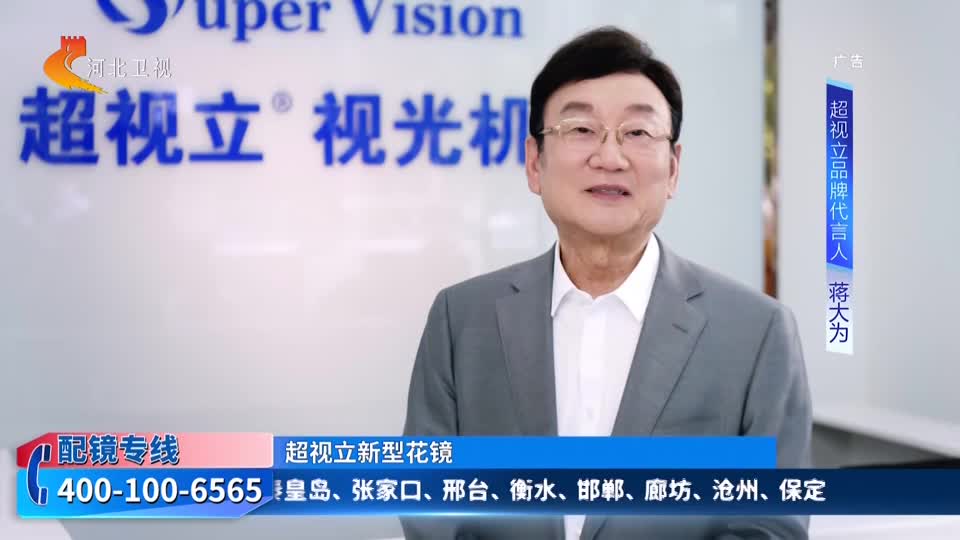 Super Vision
河北卫视
广告
超视立® 视光机
超视立品牌代言人 蒋大为
配镜专线
400-100-6565
超视立新型花镜
皇岛、张家口、邢台、衡水、邯郸、廊坊、沧州、保定